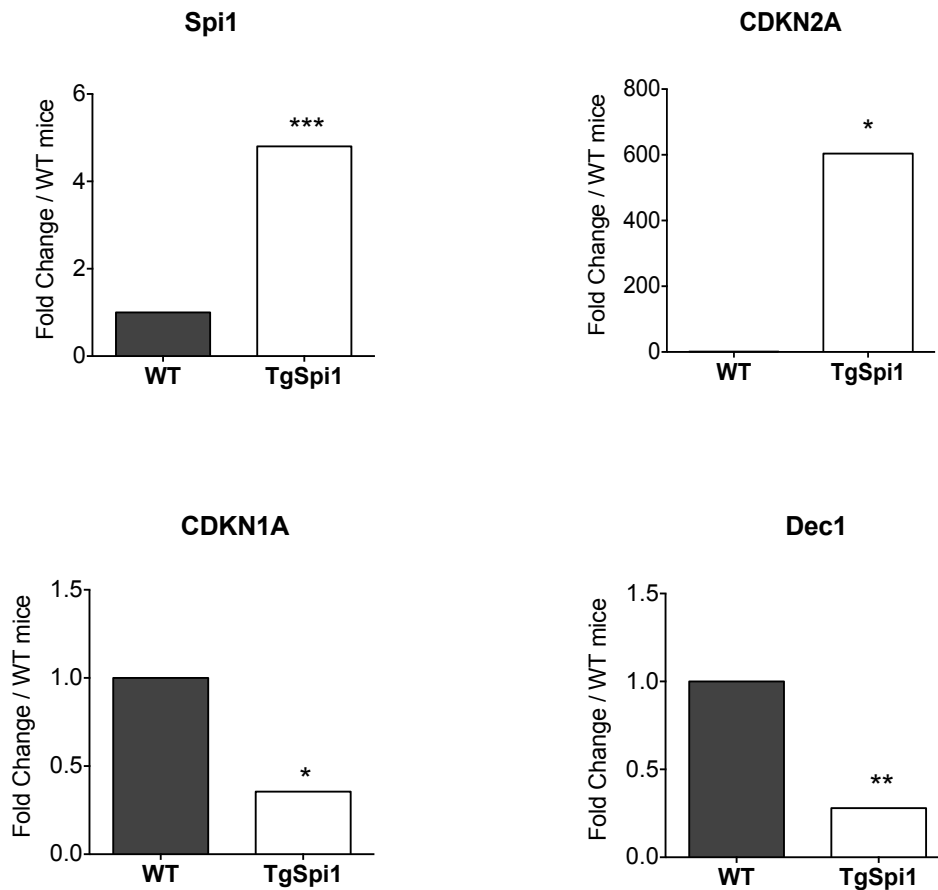 Spi1
Fold Change / WT mice
6
4
2
0
***
WT
TgSpi1
CDKN2A
Fold Change / WT mice
800
600
400
200
0
*
WT
TgSpi1
CDKN1A
Fold Change / WT mice
1.5
1.0
0.5
0.0
*
WT
TgSpi1
Dec1
Fold Change / WT mice
1.5
1.0
0.5
0.0
**
WT
TgSpi1